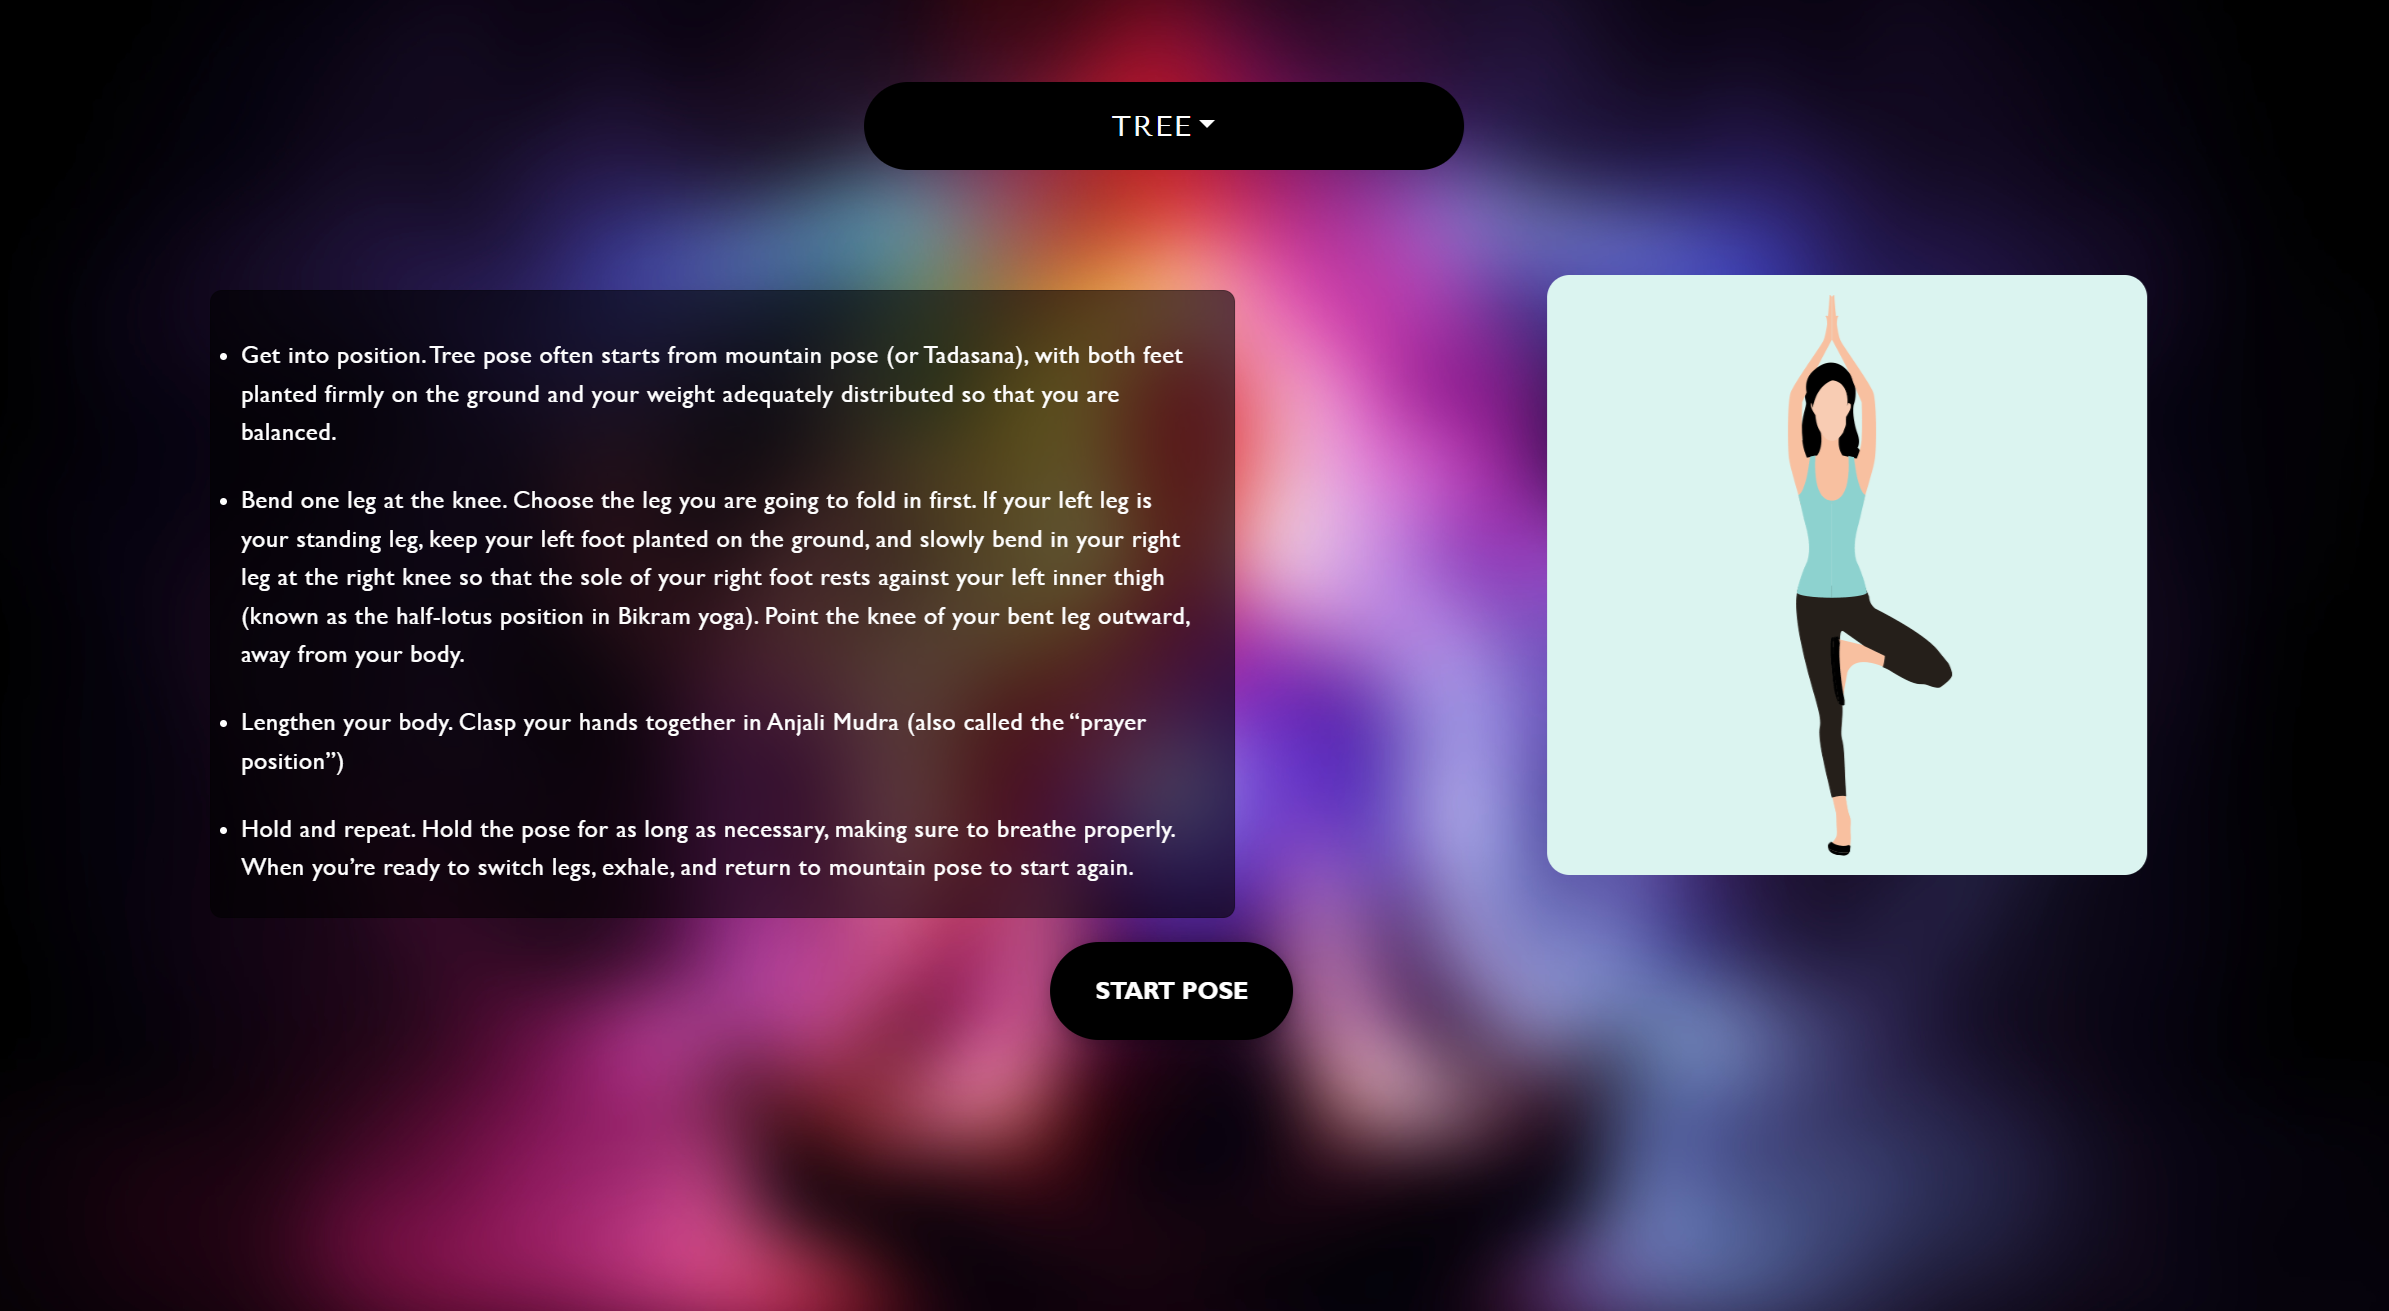 TREE
• Get into position. Tree pose often starts from mountain pose (or Tadasana), with both feet
planted firmly on the ground and your weight adequately distributed so that you are
balanced.
• Bend one leg at the knee. Choose the leg you are going to fold in first. If your left leg is
your standing leg, keep your left foot planted on the ground, and slowly bend in your right
leg at the right knee so that the sole of your right foot rests against your left inner thigh
(known as the half-lotus position in Bikram yoga). Point the knee of your bent leg outward,
away from your body.
• Lengthen your body. Clasp your hands together in Anjali Mudra (also called the “prayer
position”)
• Hold and repeat. Hold the pose for as long as necessary, making sure to breathe properly.
When you’re ready to switch legs, exhale, and return to mountain pose to start again.
START POSE